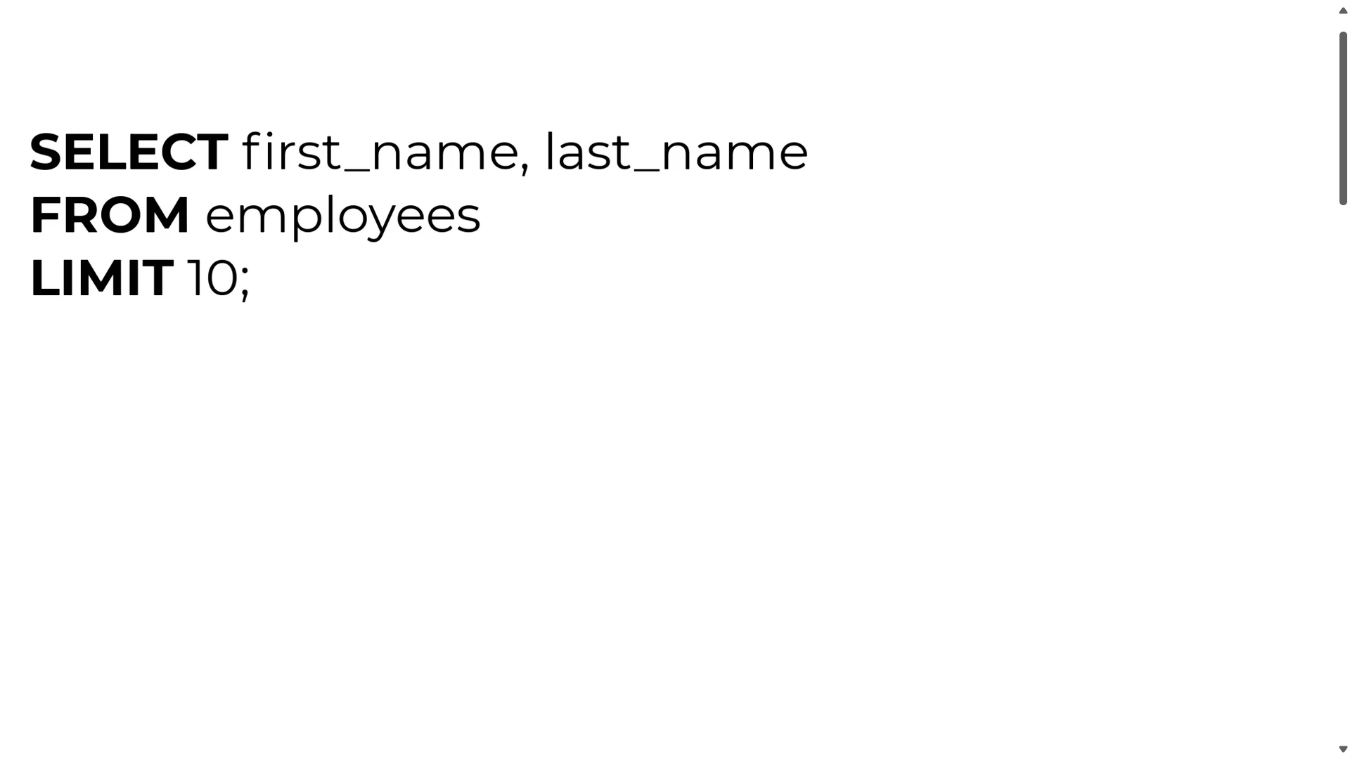 SELECT first_name, last_name
FROM employees
LIMIT 10;